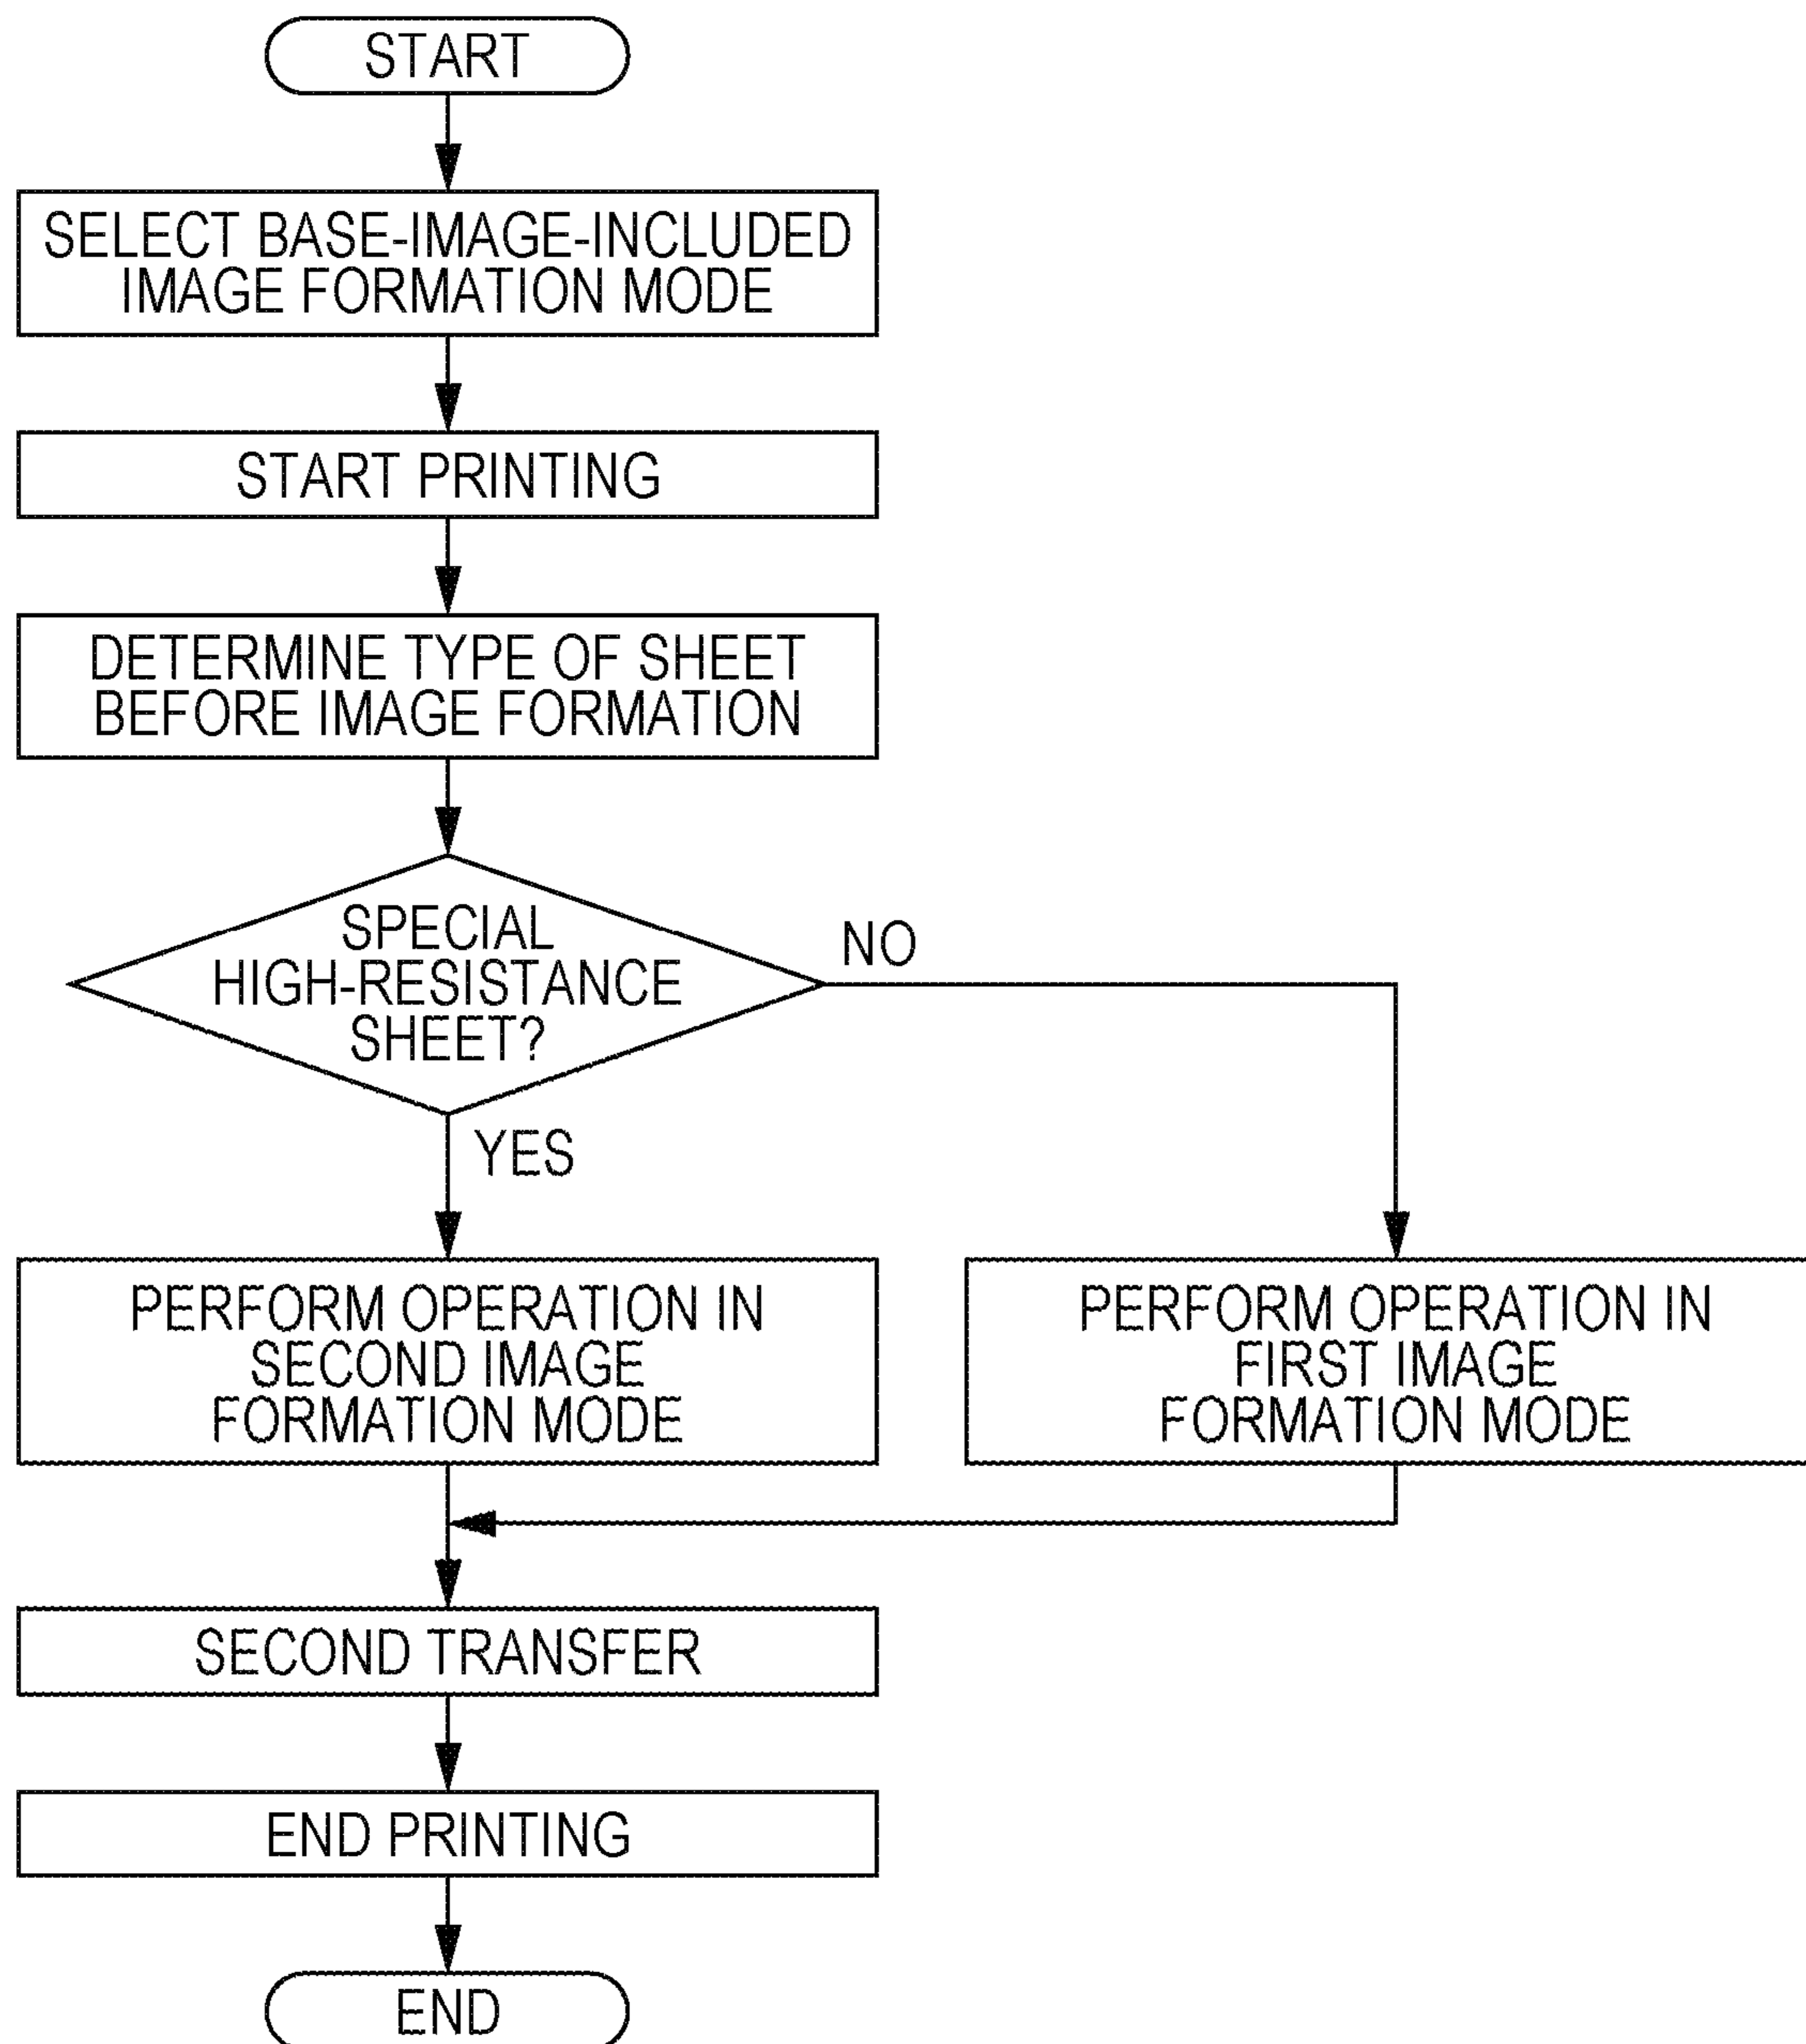 START
SELECT BASE-IMAGE-INCLUDED
IMAGE FORMATION MODE
START PRINTING
DETERMINE TYPE OF SHEET
BEFORE IMAGE FORMATION
SPECIAL
HIGH-RESISTANCE
SHEET?
NO
YES
PERFORM OPERATION IN
SECOND IMAGE
FORMATION MODE
PERFORM OPERATION IN
FIRST IMAGE
FORMATION MODE
SECOND TRANSFER
END PRINTING
END